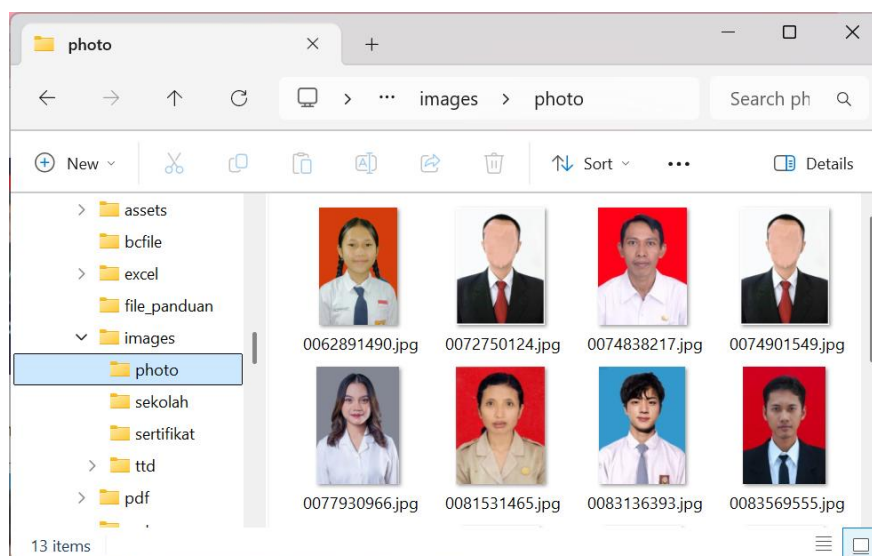 photo
images > photo
Search ph
New
Sort
Details
assets
bcfile
excel
file_panduan
images
photo
sekolah
sertifikat
ttd
pdf
0062891490.jpg
0072750124.jpg
0074838217.jpg
0074901549.jpg
0077930966.jpg
0081531465.jpg
0083136393.jpg
0083569555.jpg
13 items